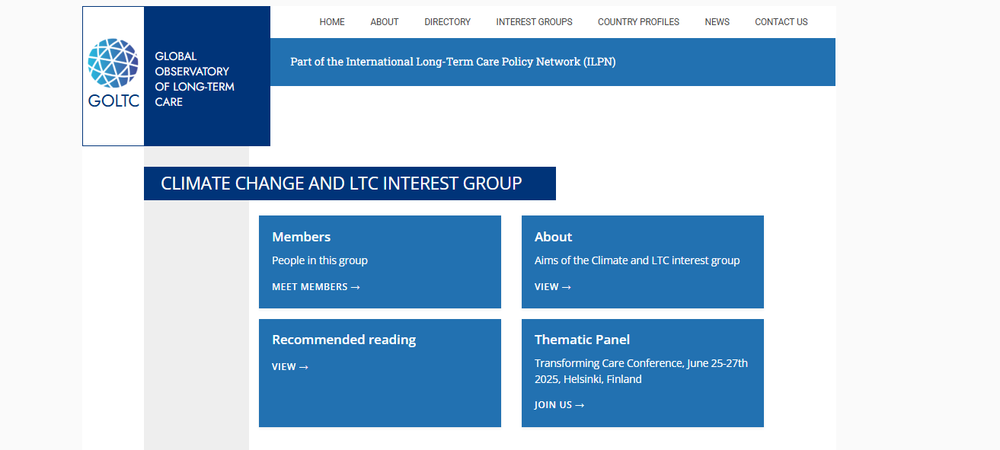 HOME ABOUT DIRECTORY INTEREST GROUPS COUNTRY PROFILES NEWS CONTACT US
GOLTC
GLOBAL
OBSERVATORY
OF LONG-TERM
CARE
Part of the International Long-Term Care Policy Network (ILPN)
CLIMATE CHANGE AND LTC INTEREST GROUP
Members
People in this group
MEET MEMBERS →
About
Aims of the Climate and LTC interest group
VIEW →
Recommended reading
VIEW →
Thematic Panel
Transforming Care Conference, June 25-27th
2025, Helsinki, Finland
JOIN US →